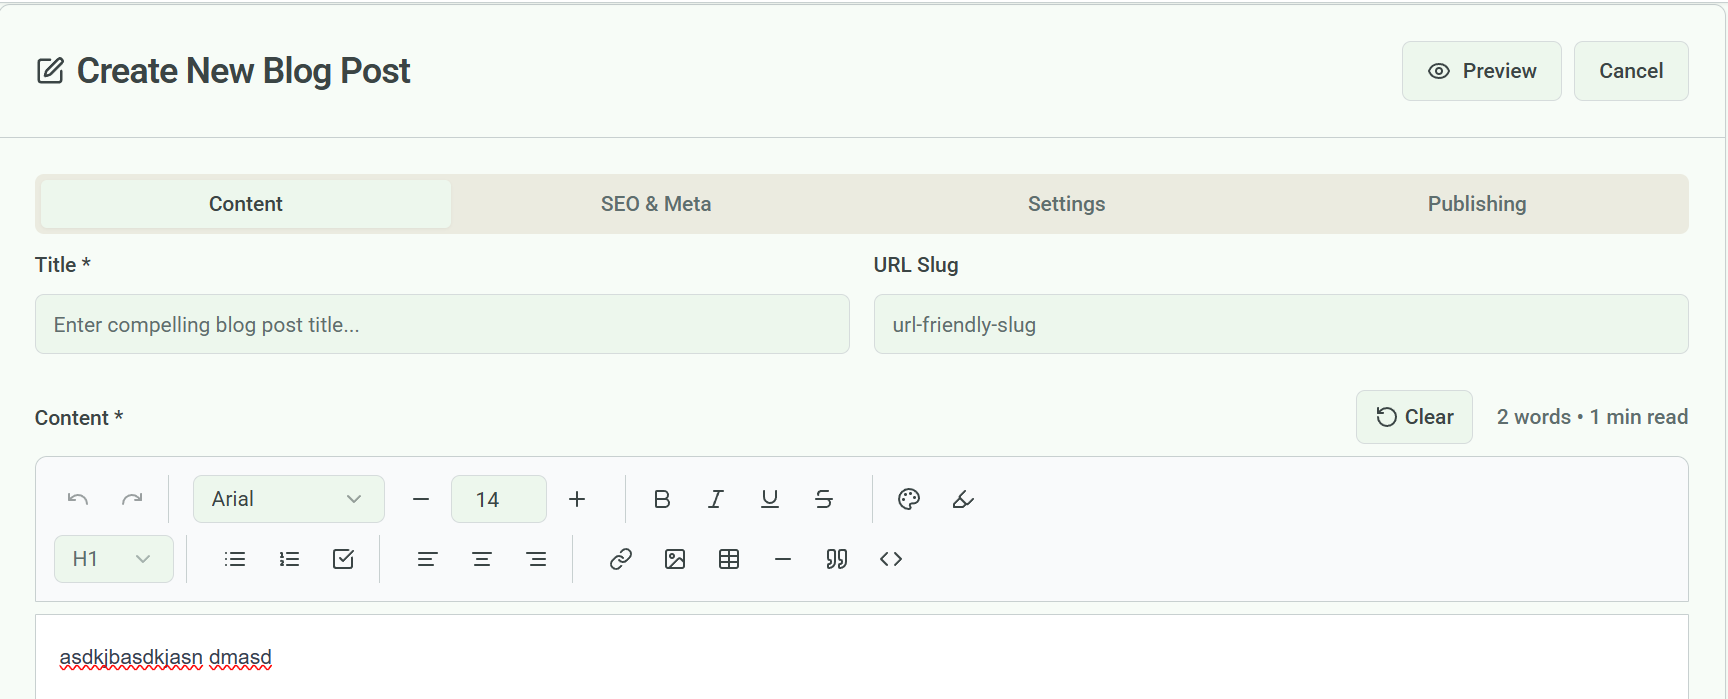 Create New Blog Post
Preview
Cancel
Content
SEO & Meta
Settings
Publishing
Title *
URL Slug
Enter compelling blog post title...
url-friendly-slug
Content *
Clear
2 words • 1 min read
Arial
14
H1
asdkjbasdkjasn dmasd